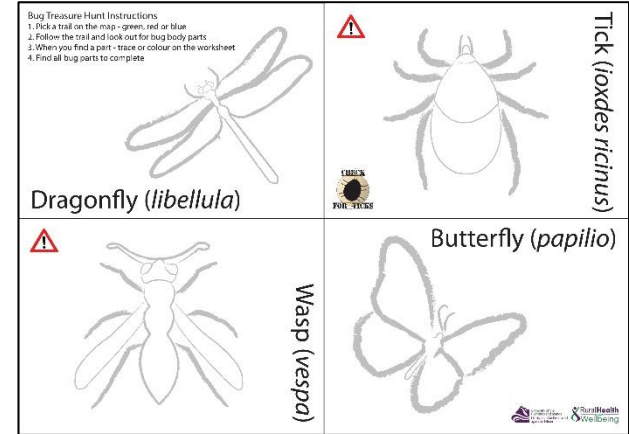 Bug Treasure Hunt Instructions
1. Pick a trail on the map - green, red or blue
2. Follow the trail and look out for bug body parts
3. When you find a part - trace or colour on the worksheet
4. Find all bug parts to complete
Dragonfly (libellula)
Tick (ioxdes ricinus)
CHECK
FOR TICKS
Wasp (vespa)
Butterfly (papilio)
RuralHealth
Wellbeing